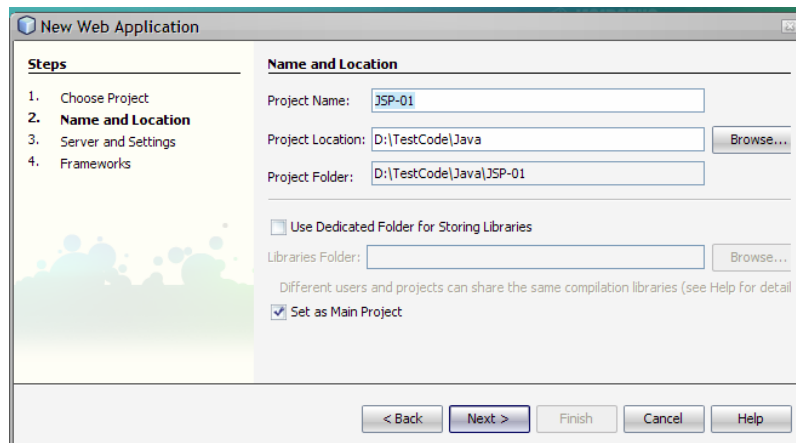 New Web Application
Steps
1. Choose Project
2. Name and Location
3. Server and Settings
4. Frameworks
Name and Location
Project Name: JSP-01
Project Location: D:\TestCode\Java Browse...
Project Folder: D:\TestCode\Java\JSP-01
Use Dedicated Folder for Storing Libraries
Libraries Folder: Browse...
Different users and projects can share the same compilation libraries (see Help for detail
Set as Main Project
< Back Next > Finish Cancel Help